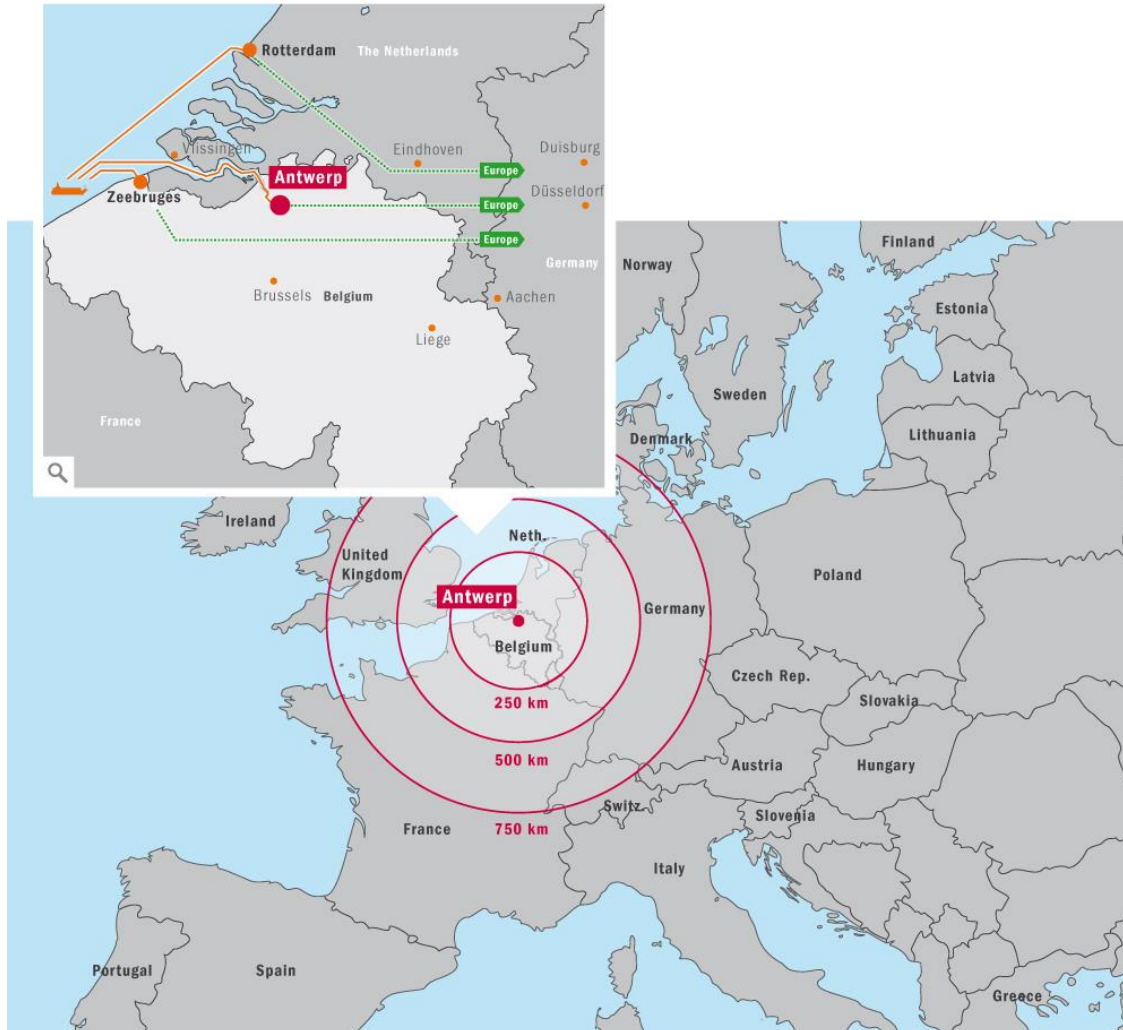 Rotterdam
The Netherlands
Vlissingen
Eindhoven
Duisburg
Europe
Antwerp
Düsseldorf
Zeebruges
Europe
Europe
Germany
Brussels
Belgium
Aachen
Liege
France
Finland
Norway
Estonia
Sweden
Latvia
Denmark
Lithuania
Ireland
Neth.
United
Kingdom
Poland
Antwerp
Germany
Belgium
Czech Rep.
Slovakia
250 km
500 km
Austria
Hungary
Switz.
Slovenia
France
750 km
Italy
Portugal
Spain
Greece